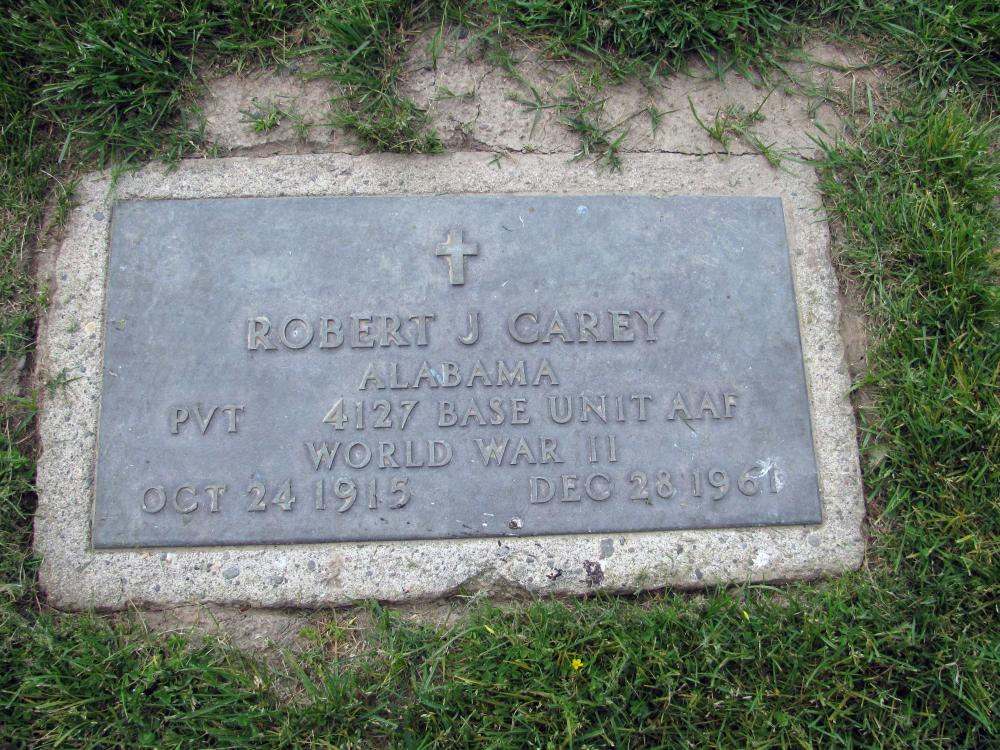 ROBERT J CAREY
ALABAMA
PVT 4127 BASE UNIT AAF
WORLD WAR II
OCT 24 1915 DEC 28 1961